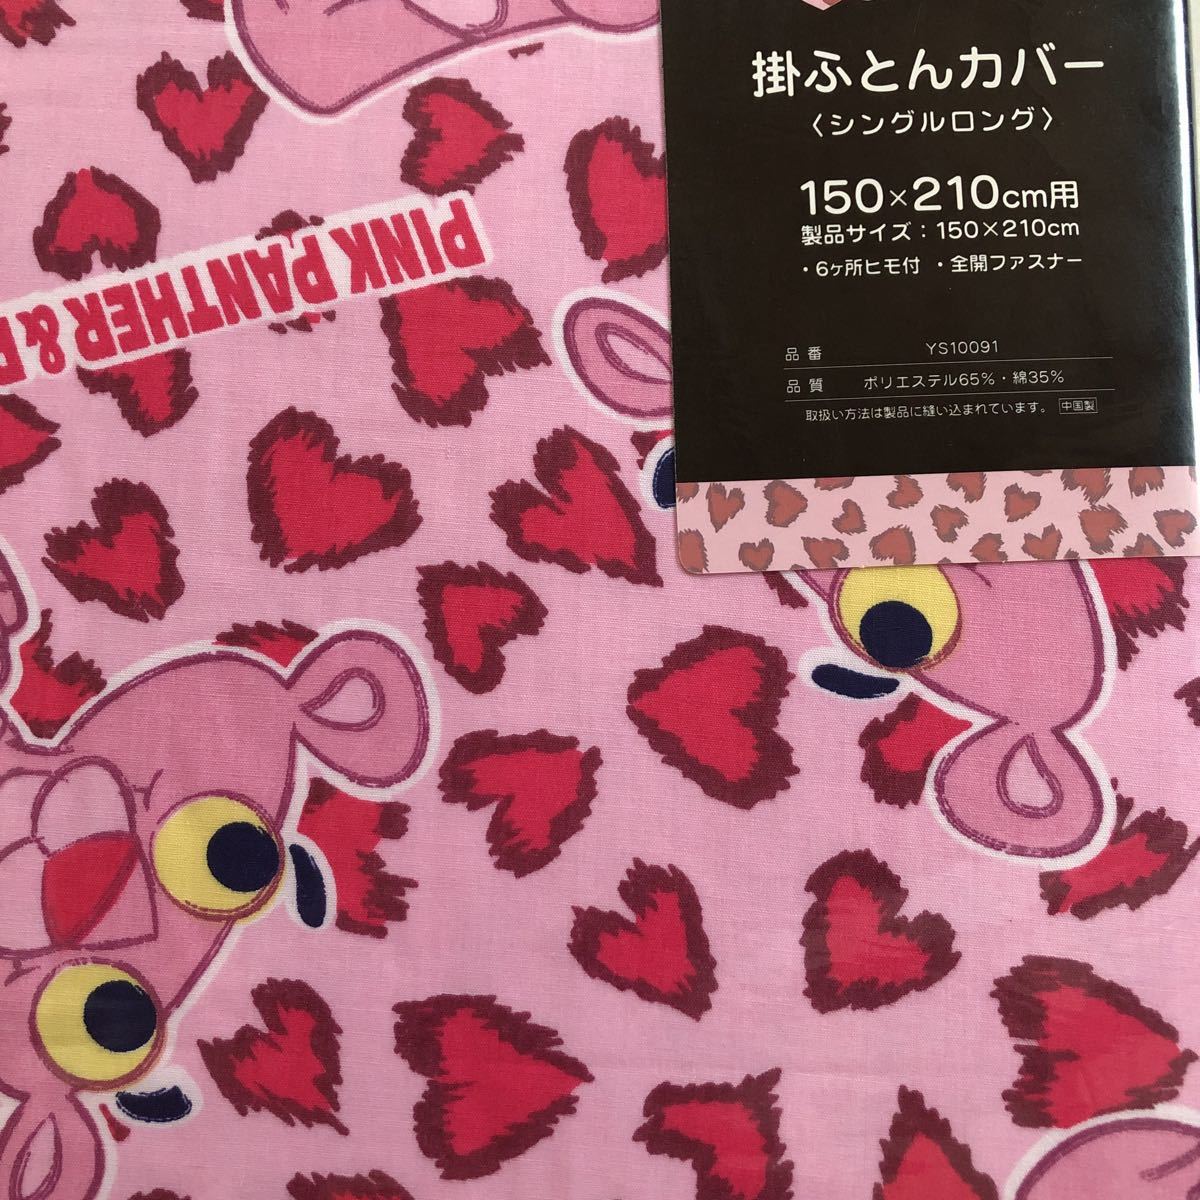 掛ふとんカバー
〈シングルロング〉
150×210cm用
製品サイズ：150×210cm
・6ヶ所ヒモ付 ・全開ファスナー
品番 YS10091
品質 ポリエステル65%・綿35%
取扱い方法は製品に縫い込まれています。 中国製
PINK PANTHER &